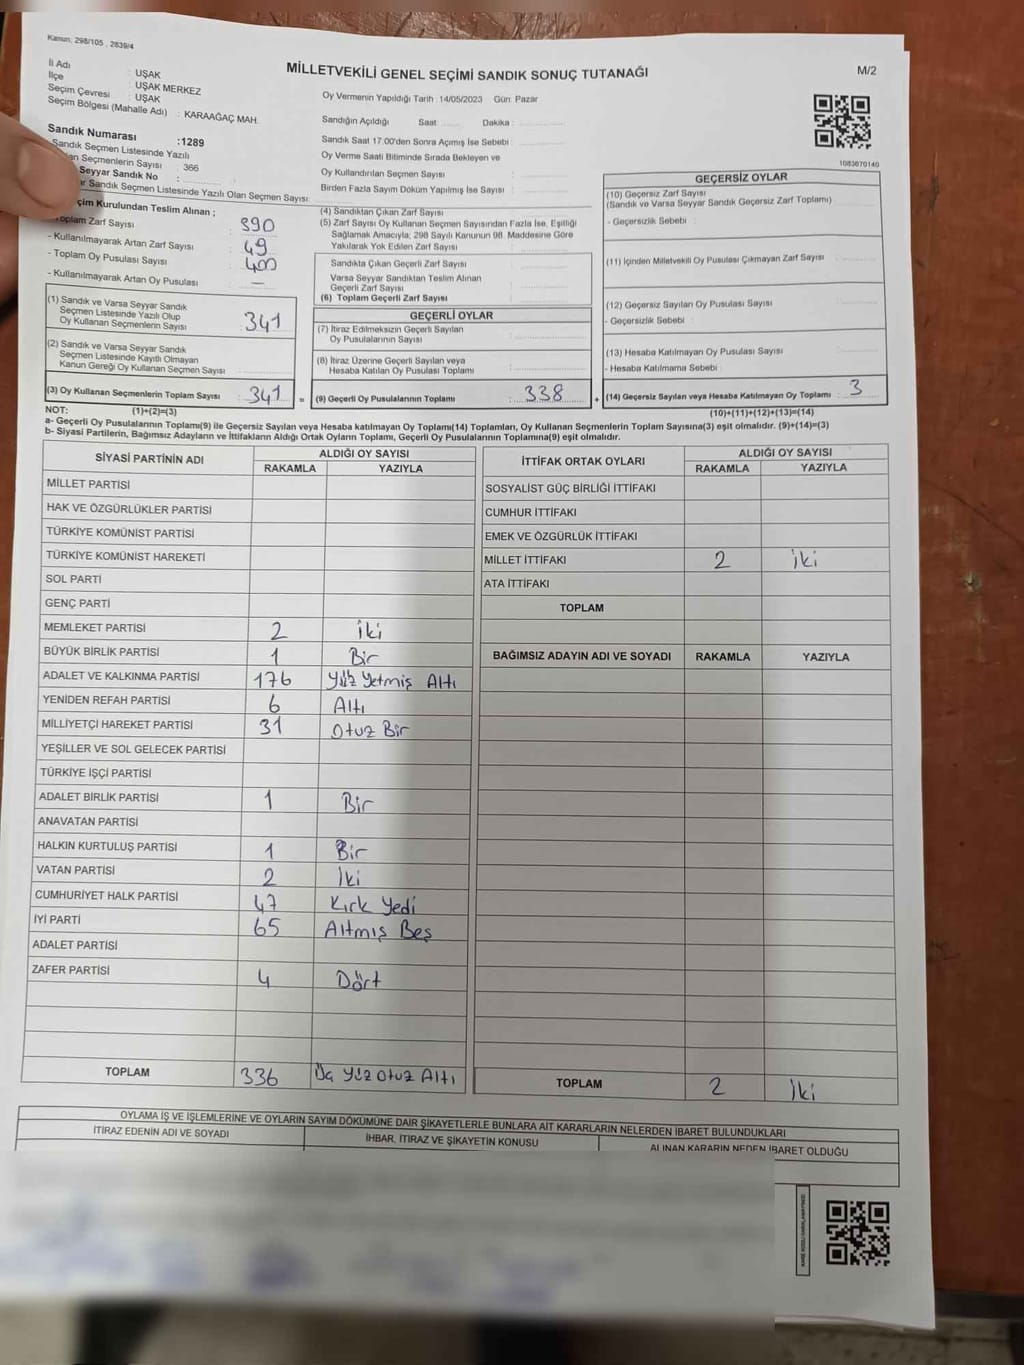 Kanun, 298/105 , 2839/4
MİLLETVEKİLİ GENEL SEÇİMİ SANDIK SONUÇ TUTANAĞI
M/2
İl Adı : UŞAK
İlçe : UŞAK MERKEZ
Seçim Çevresi : UŞAK
Seçim Bölgesi (Mahalle Adı) : KARAAĞAÇ MAH.
Sandık Numarası :1289
Sandık Seçmen Listesinde Yazılı
Seçmenlerin Sayısı : 366
Seyyar Sandık No :
Sandık Seçmen Listesinde Yazılı Olan Seçmen Sayısı:
Kurulundan Teslim Alınan ;
Toplam Zarf Sayısı : 390
- Kullanılmayarak Artan Zarf Sayısı : 49
- Toplam Oy Pusulası Sayısı : 400
- Kullanılmayarak Artan Oy Pusulası : —
Oy Vermenin Yapıldığı Tarih :14/05/2023 Gün: Pazar
Sandığın Açıldığı Saat: Dakika :
Sandık Saat 17:00'den Sonra Açımış İse Sebebi :
Oy Verme Saati Bitiminde Sırada Bekleyen ve
Oy Kullandırılan Seçmen Sayısı :
Birden Fazla Sayım Döküm Yapılmış İse Sayısı :
1083670140
(1) Sandık ve Varsa Seyyar Sandık
Seçmen Listesinde Yazılı Olup
Oy Kullanan Seçmenlerin Sayısı : 341
(2) Sandık ve Varsa Seyyar Sandık
Seçmen Listesinde Kayıtlı Olmayan
Kanun Gereği Oy Kullanan Seçmen Sayısı :
(3) Oy Kullanan Seçmenlerin Toplam Sayısı : 341 =
(4) Sandıktan Çıkan Zarf Sayısı :
(5) Zarf Sayısı Oy Kullanan Seçmen Sayısından Fazla İse, Eşitliği
Sağlamak Amacıyla; 298 Sayılı Kanunun 98. Maddesine Göre
Yakılarak Yok Edilen Zarf Sayısı :
Sandıkta Çıkan Geçerli Zarf Sayısı :
Varsa Seyyar Sandıktan Teslim Alınan
Geçerli Zarf Sayısı :
(6) Toplam Geçerli Zarf Sayısı :
GEÇERLİ OYLAR
(7) İtiraz Edilmeksizin Geçerli Sayılan
Oy Pusulalarının Sayısı :
(8) İtiraz Üzerine Geçerli Sayılan veya
Hesaba Katılan Oy Pusulası Toplamı :
(9) Geçerli Oy Pusulalarının Toplamı : 338 +
GEÇERSİZ OYLAR
(10) Geçersiz Zarf Sayısı
(Sandık ve Varsa Seyyar Sandık Geçersiz Zarf Toplamı)
- Geçersizlik Sebebi :
(11) İçinden Milletvekili Oy Pusulası Çıkmayan Zarf Sayısı :
(12) Geçersiz Sayılan Oy Pusulası Sayısı :
- Geçersizlik Sebebi :
(13) Hesaba Katılmayan Oy Pusulası Sayısı :
- Hesaba Katılmama Sebebi :
(14) Geçersiz Sayılan veya Hesaba Katılmayan Oy Toplamı : 3
NOT: (1)+(2)=(3) (10)+(11)+(12)+(13)=(14)
a- Geçerli Oy Pusulalarının Toplamı(9) ile Geçersiz Sayılan veya Hesaba katılmayan Oy Toplamı(14) Toplamları, Oy Kullanan Seçmenlerin Toplam Sayısına(3) eşit olmalıdır. (9)+(14)=(3)
b- Siyasi Partilerin, Bağımsız Adayların ve İttifakların Aldığı Ortak Oyların Toplamı, Geçerli Oy Pusulalarının Toplamına(9) eşit olmalıdır.
SİYASİ PARTİNİN ADI ALDIĞI OY SAYISI
RAKAMLA YAZIYLA
MİLLET PARTİSİ
HAK VE ÖZGÜRLÜKLER PARTİSİ
TÜRKİYE KOMÜNİST PARTİSİ
TÜRKİYE KOMÜNİST HAREKETİ
SOL PARTİ
GENÇ PARTİ
MEMLEKET PARTİSİ 2 İki
BÜYÜK BİRLİK PARTİSİ 1 Bir
ADALET VE KALKINMA PARTİSİ 176 Yüz Yetmiş Altı
YENİDEN REFAH PARTİSİ 6 Altı
MİLLİYETÇİ HAREKET PARTİSİ 31 Otuz Bir
YEŞİLLER VE SOL GELECEK PARTİSİ
TÜRKİYE İŞÇİ PARTİSİ
ADALET BİRLİK PARTİSİ 1 Bir
ANAVATAN PARTİSİ
HALKIN KURTULUŞ PARTİSİ 1 Bir
VATAN PARTİSİ 2 İki
CUMHURİYET HALK PARTİSİ 47 Kırk Yedi
İYİ PARTİ 65 Altmış Beş
ADALET PARTİSİ
ZAFER PARTİSİ 4 Dört
TOPLAM 336 Üç Yüz Otuz Altı
İTTİFAK ORTAK OYLARI ALDIĞI OY SAYISI
RAKAMLA YAZIYLA
SOSYALİST GÜÇ BİRLİĞİ İTTİFAKI
CUMHUR İTTİFAKI
EMEK VE ÖZGÜRLÜK İTTİFAKI
MİLLET İTTİFAKI 2 İki
ATA İTTİFAKI
TOPLAM
BAĞIMSIZ ADAYIN ADI VE SOYADI RAKAMLA YAZIYLA
TOPLAM 2 İki
OYLAMA İŞ VE İŞLEMLERİNE VE OYLARIN SAYIM DÖKÜMÜNE DAİR ŞİKAYETLERLE BUNLARA AİT KARARLARIN NELERDEN İBARET BULUNDUKLARI
İTİRAZ EDENİN ADI VE SOYADI İHBAR, İTİRAZ VE ŞİKAYETİN KONUSU ALINAN KARARIN NEDEN İBARET OLDUĞU